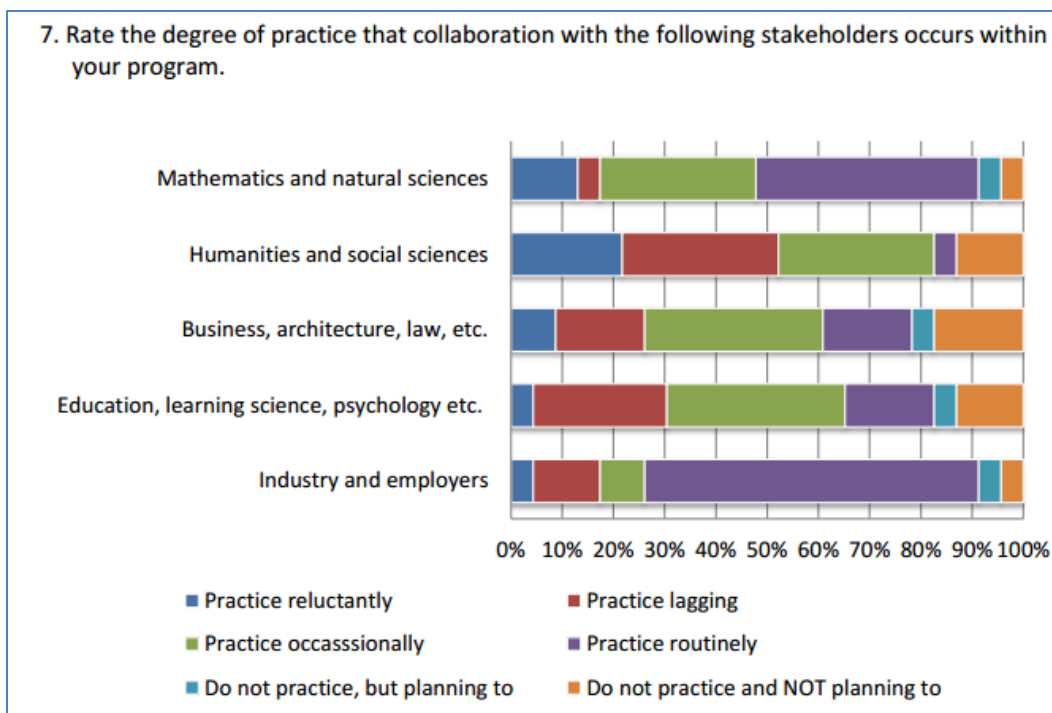 7. Rate the degree of practice that collaboration with the following stakeholders occurs within
your program.
Mathematics and natural sciences
Humanities and social sciences
Business, architecture, law, etc.
Education, learning science, psychology etc.
Industry and employers
0% 10% 20% 30% 40% 50% 60% 70% 80% 90% 100%
Practice reluctantly
Practice lagging
Practice occasssionally
Practice routinely
Do not practice, but planning to
Do not practice and NOT planning to